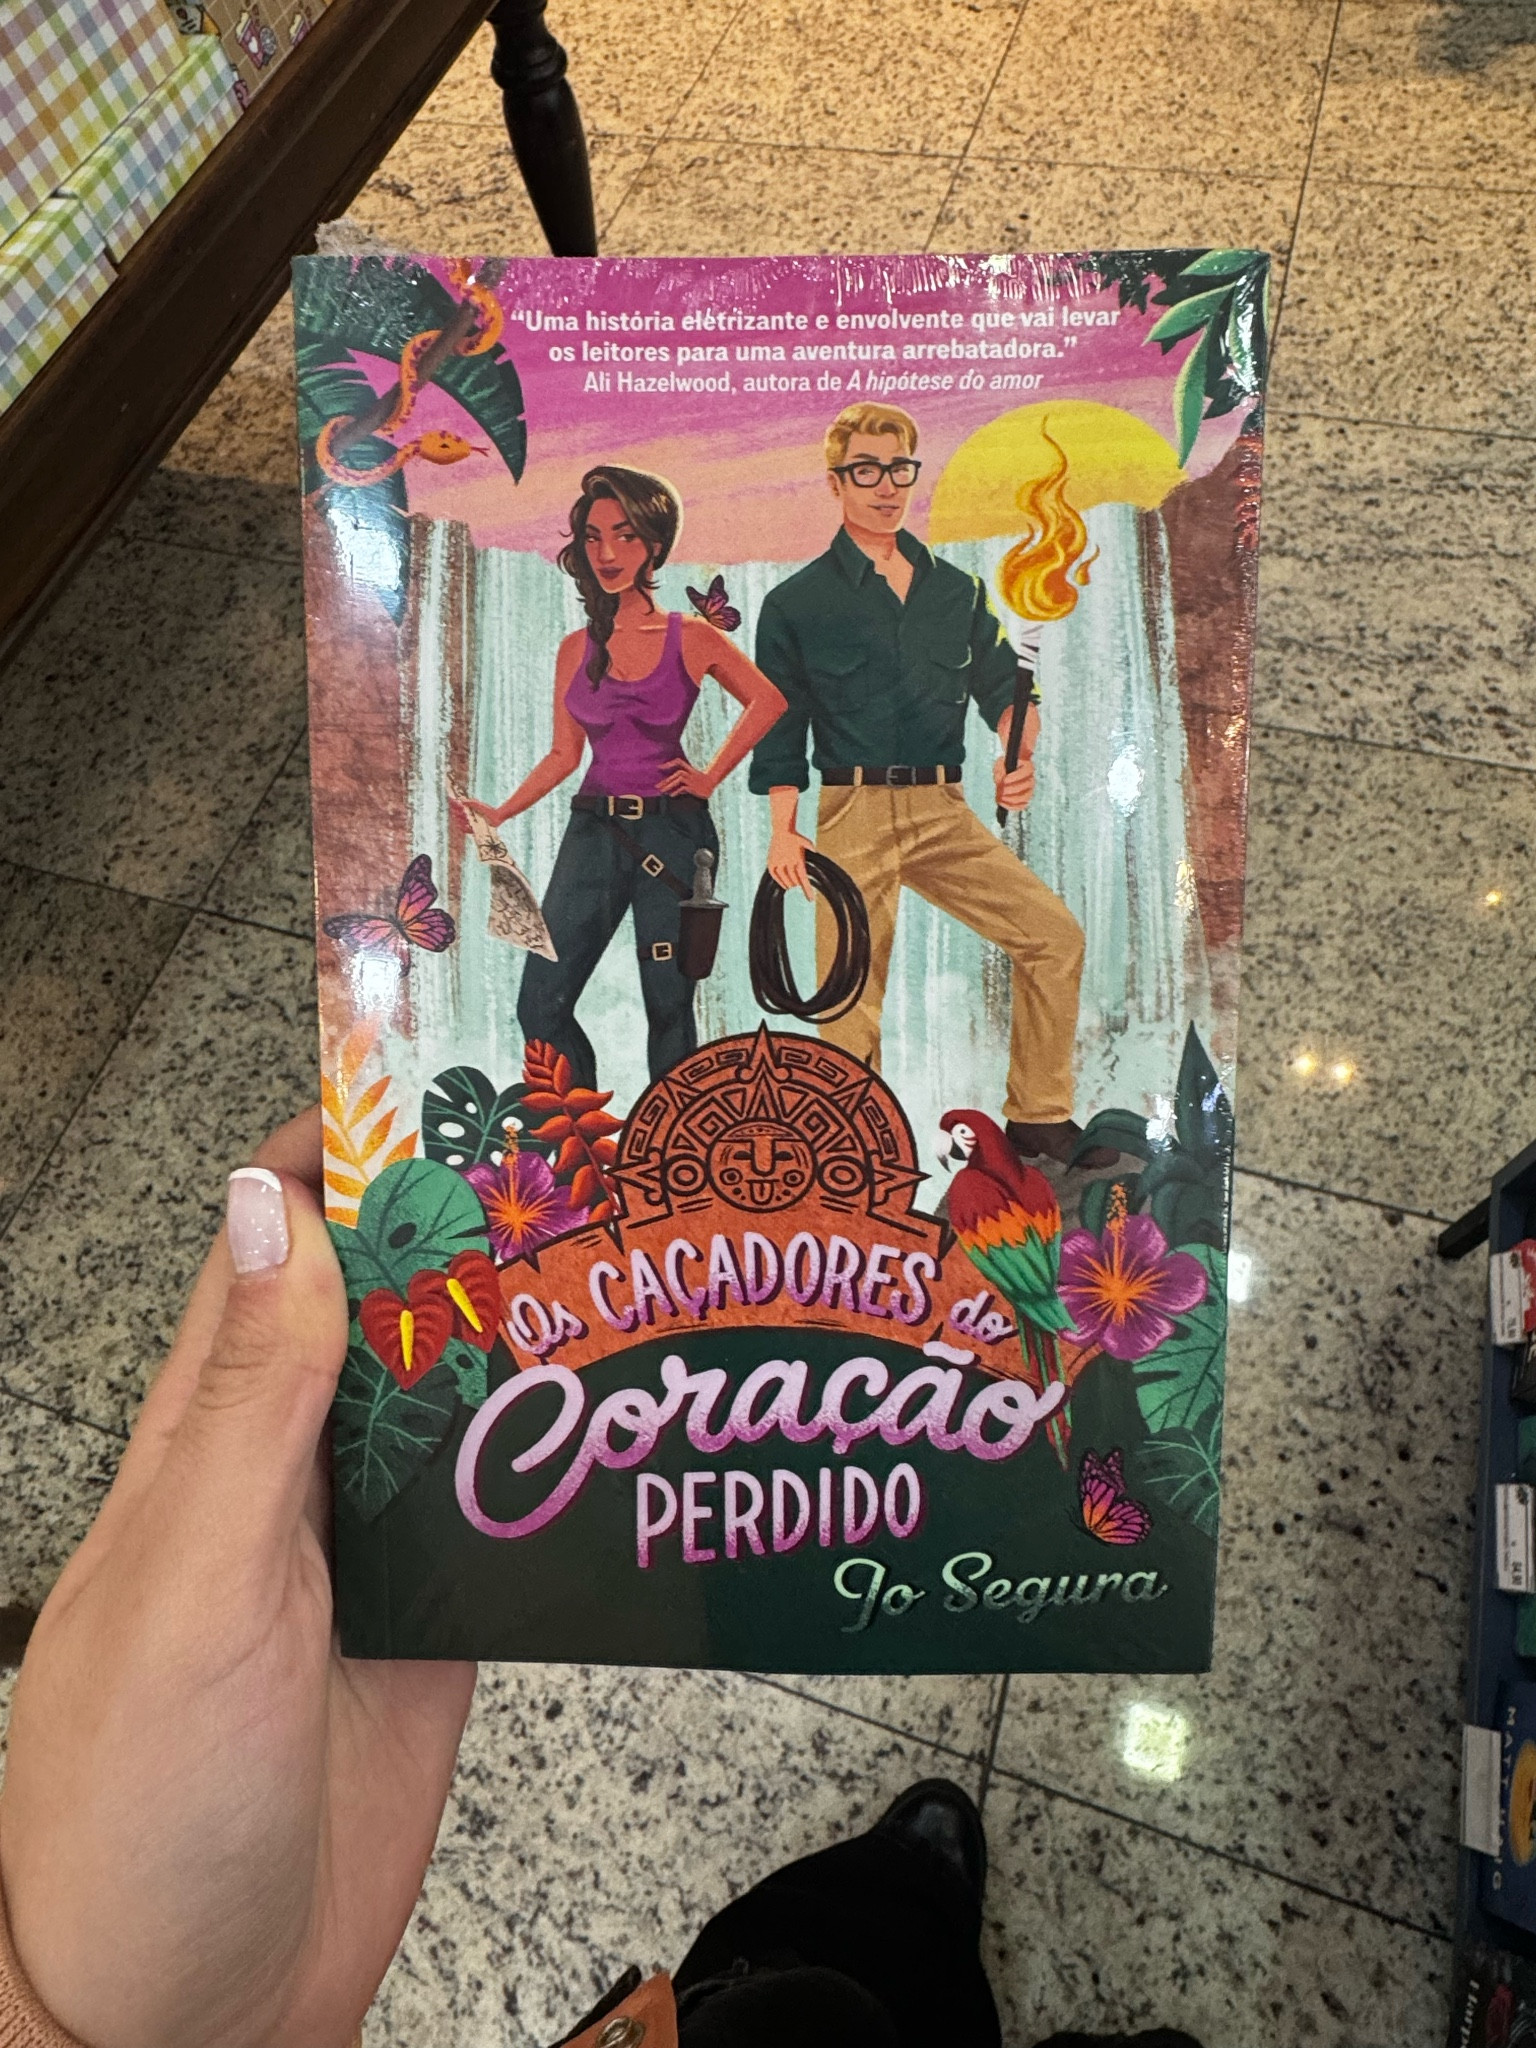 “Uma história eletrizante e envolvente que vai levar
os leitores para uma aventura arrebatadora.”
Ali Hazelwood, autora de A hipótese do amor
Os CAÇADORES do
Coração
PERDIDO
Jo Segura